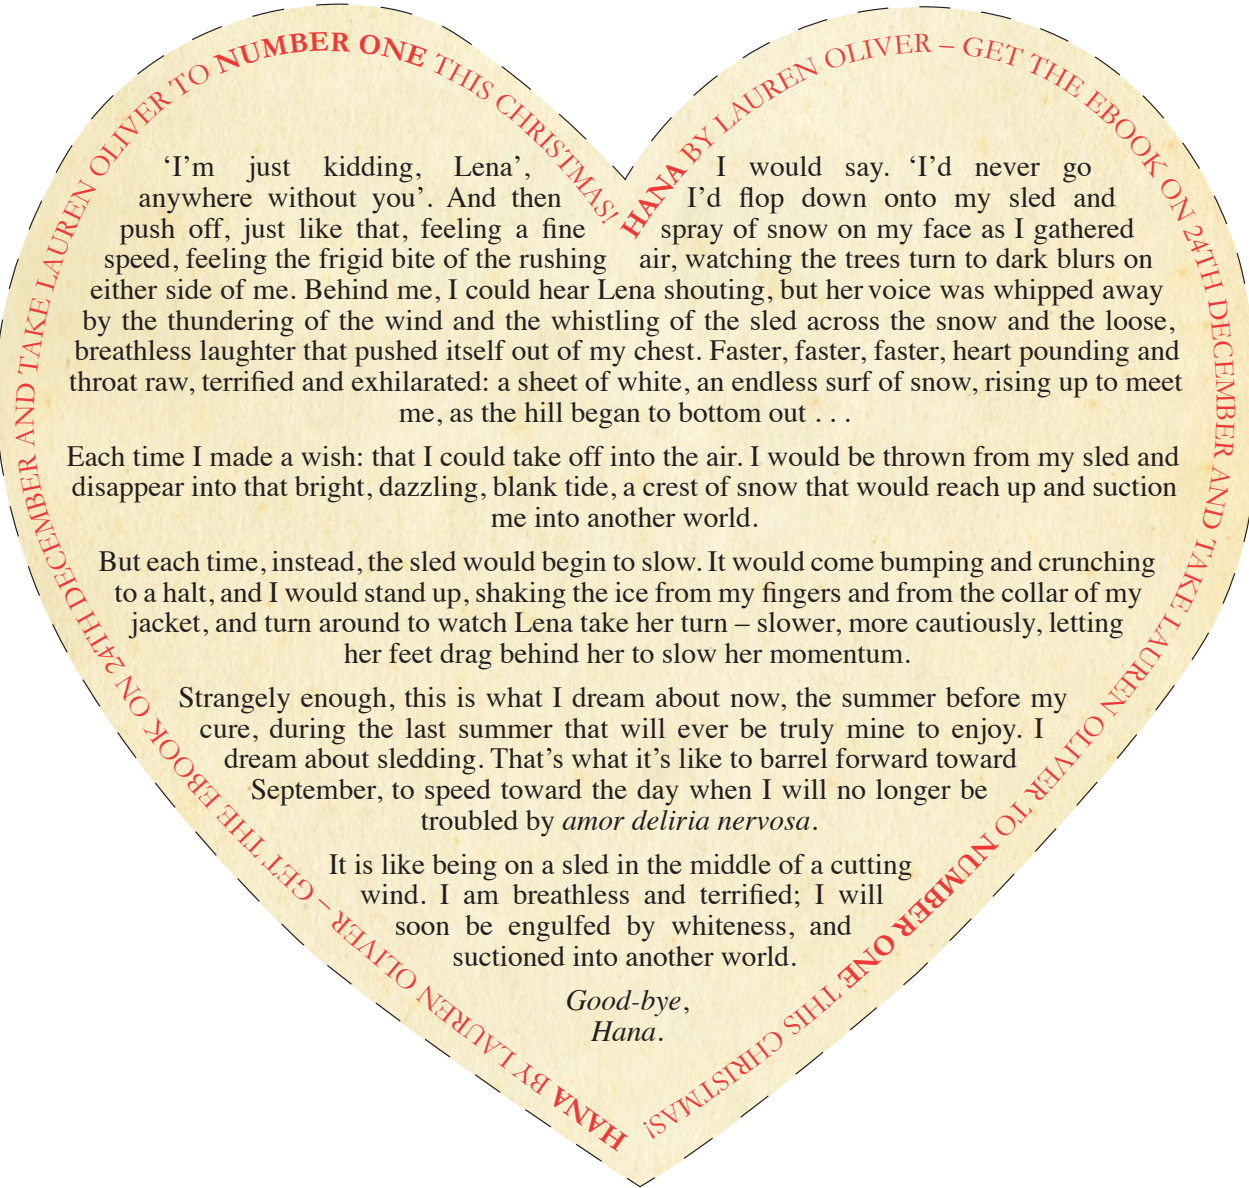 HANA BY LAUREN OLIVER – GET THE EBOOK ON 24TH DECEMBER AND TAKE LAUREN OLIVER TO NUMBER ONE THIS CHRISTMAS!
HANA BY LAUREN OLIVER – GET THE EBOOK ON 24TH DECEMBER AND TAKE LAUREN OLIVER TO NUMBER ONE THIS CHRISTMAS!
‘I’m just kidding, Lena’, I would say. ‘I’d never go
anywhere without you’. And then I’d flop down onto my sled and
push off, just like that, feeling a fine spray of snow on my face as I gathered
speed, feeling the frigid bite of the rushing air, watching the trees turn to dark blurs on
either side of me. Behind me, I could hear Lena shouting, but her voice was whipped away
by the thundering of the wind and the whistling of the sled across the snow and the loose,
breathless laughter that pushed itself out of my chest. Faster, faster, faster, heart pounding and
throat raw, terrified and exhilarated: a sheet of white, an endless surf of snow, rising up to meet
me, as the hill began to bottom out . . .
Each time I made a wish: that I could take off into the air. I would be thrown from my sled and
disappear into that bright, dazzling, blank tide, a crest of snow that would reach up and suction
me into another world.
But each time, instead, the sled would begin to slow. It would come bumping and crunching
to a halt, and I would stand up, shaking the ice from my fingers and from the collar of my
jacket, and turn around to watch Lena take her turn – slower, more cautiously, letting
her feet drag behind her to slow her momentum.
Strangely enough, this is what I dream about now, the summer before my
cure, during the last summer that will ever be truly mine to enjoy. I
dream about sledding. That’s what it’s like to barrel forward toward
September, to speed toward the day when I will no longer be
troubled by amor deliria nervosa.
It is like being on a sled in the middle of a cutting
wind. I am breathless and terrified; I will
soon be engulfed by whiteness, and
suctioned into another world.
Good-bye,
Hana.